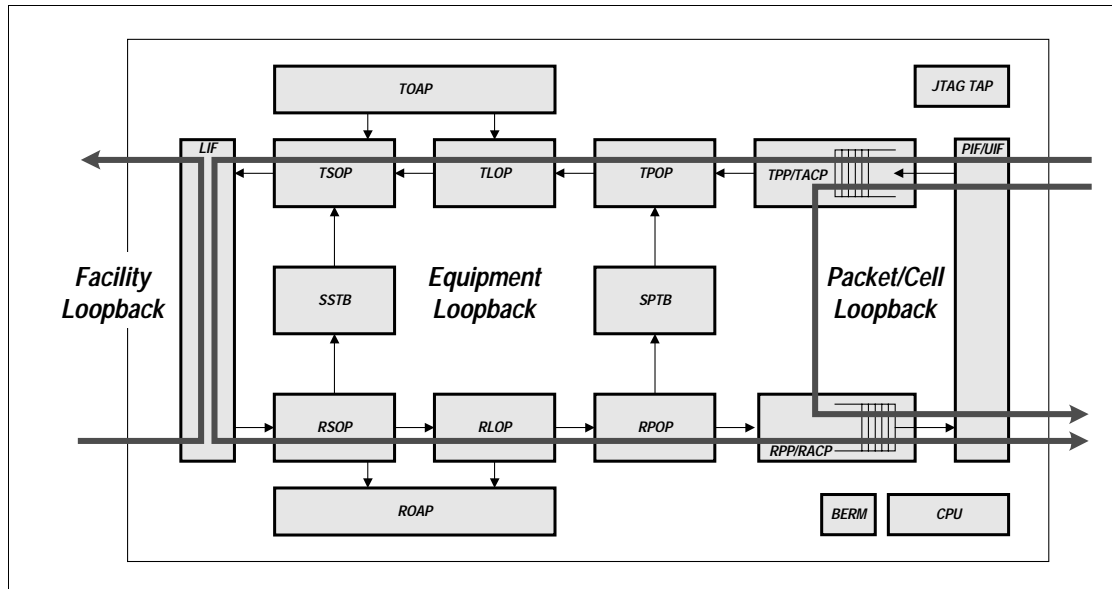 TOAP
JTAG TAP
LIF
PIF/UIF
TSOP
TLOP
TPOP
TPP/TACP
Facility
Loopback
SSTB
Equipment
Loopback
SPTB
Packet/Cell
Loopback
RSOP
RLOP
RPOP
RPP/RACP
ROAP
BERM
CPU